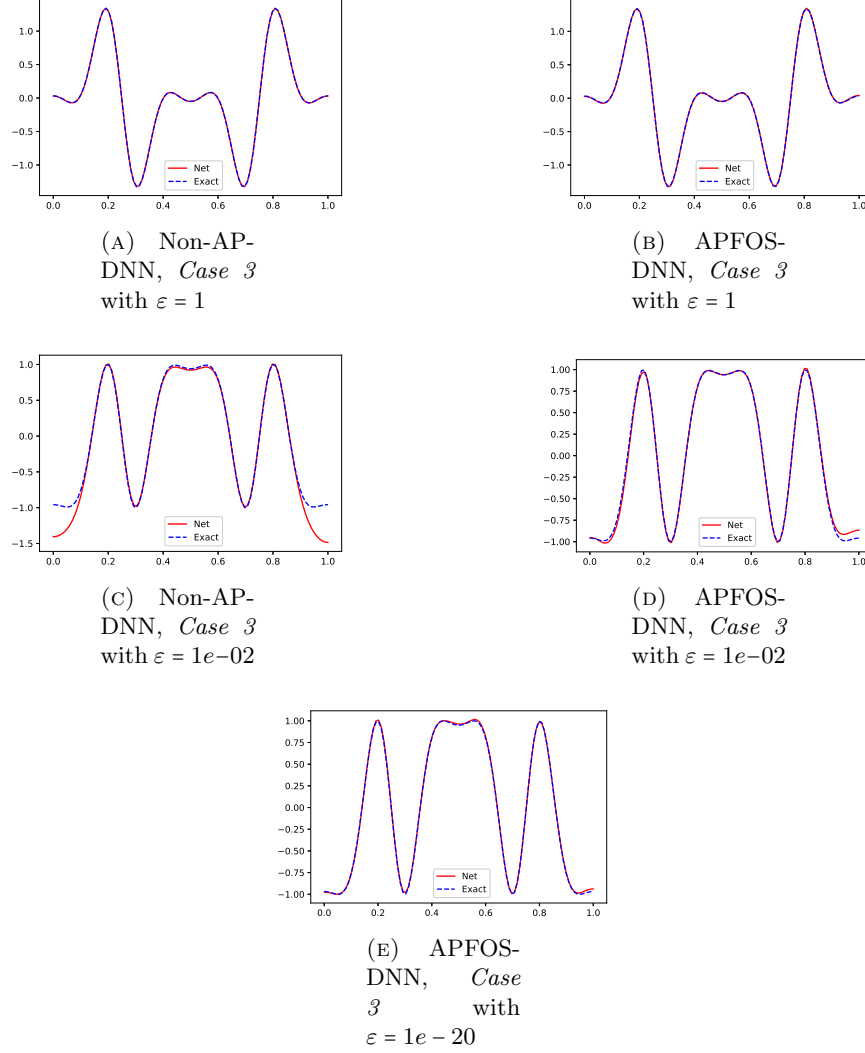 1.0
0.5
0.0
−0.5
−1.0
Net
Exact
0.0 0.2 0.4 0.6 0.8 1.0
(A) Non-AP-
DNN, Case 3
with ε = 1
1.0
0.5
0.0
−0.5
−1.0
Net
Exact
0.0 0.2 0.4 0.6 0.8 1.0
(B) APFOS-
DNN, Case 3
with ε = 1
1.0
0.5
0.0
−0.5
−1.0
−1.5
Net
Exact
0.0 0.2 0.4 0.6 0.8 1.0
(C) Non-AP-
DNN, Case 3
with ε = 1e−02
1.00
0.75
0.50
0.25
0.00
−0.25
−0.50
−0.75
−1.00
Net
Exact
0.0 0.2 0.4 0.6 0.8 1.0
(D) APFOS-
DNN, Case 3
with ε = 1e−02
1.00
0.75
0.50
0.25
0.00
−0.25
−0.50
−0.75
−1.00
Net
Exact
0.0 0.2 0.4 0.6 0.8 1.0
(E) APFOS-
DNN, Case
3 with
ε = 1e − 20